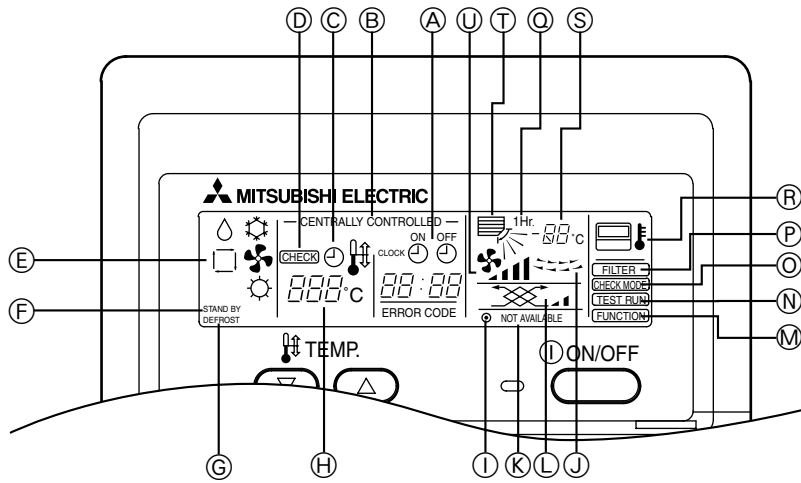 Ⓓ Ⓒ Ⓑ Ⓐ Ⓤ Ⓣ Ⓠ Ⓢ
MITSUBISHI ELECTRIC
CENTRALLY CONTROLLED
1Hr.
ON OFF
CHECK
CLOCK
88 °C
Ⓡ
Ⓔ
FILTER Ⓟ
CHECK MODE Ⓞ
888 °C
88:88
TEST RUN Ⓝ
Ⓕ STAND BY
DEFROST
ERROR CODE
NOT AVAILABLE
FUNCTION Ⓜ
TEMP.
ON/OFF
Ⓖ Ⓗ Ⓘ Ⓚ Ⓛ Ⓙ